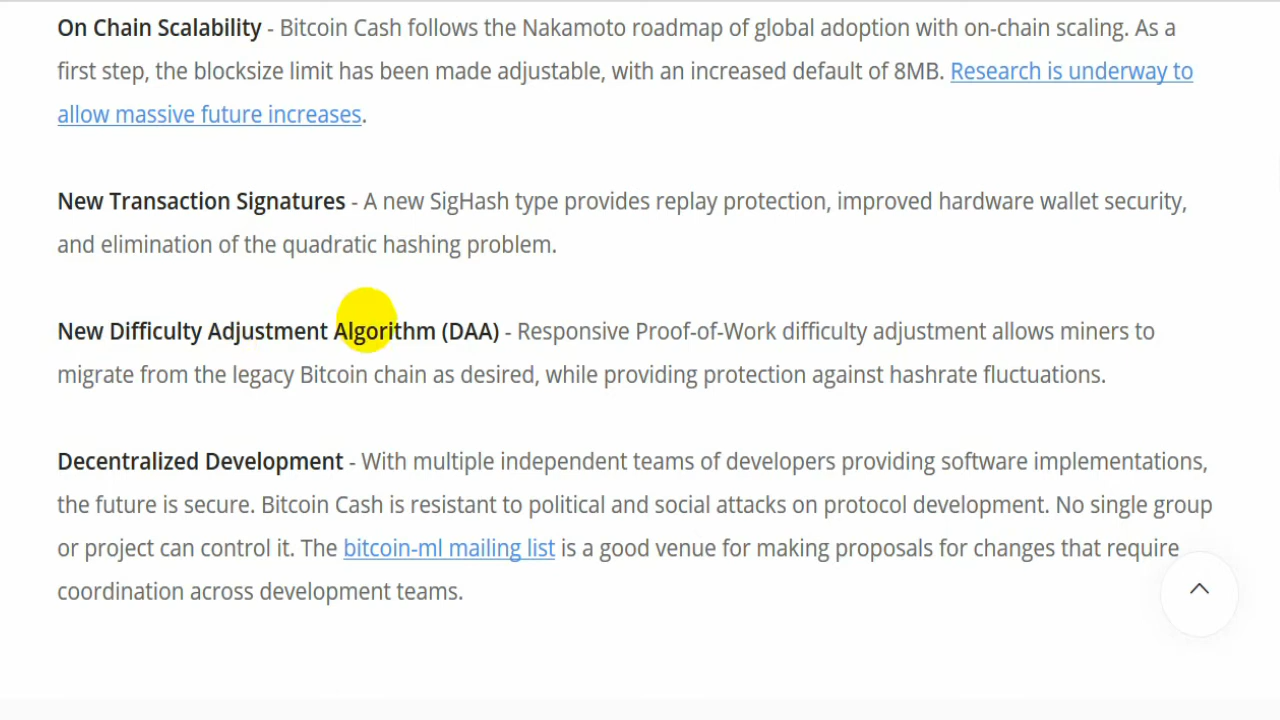 On Chain Scalability - Bitcoin Cash follows the Nakamoto roadmap of global adoption with on-chain scaling. As a
first step, the blocksize limit has been made adjustable, with an increased default of 8MB. Research is underway to
allow massive future increases.
New Transaction Signatures - A new SigHash type provides replay protection, improved hardware wallet security,
and elimination of the quadratic hashing problem.
New Difficulty Adjustment Algorithm (DAA) - Responsive Proof-of-Work difficulty adjustment allows miners to
migrate from the legacy Bitcoin chain as desired, while providing protection against hashrate fluctuations.
Decentralized Development - With multiple independent teams of developers providing software implementations,
the future is secure. Bitcoin Cash is resistant to political and social attacks on protocol development. No single group
or project can control it. The bitcoin-ml mailing list is a good venue for making proposals for changes that require
coordination across development teams.